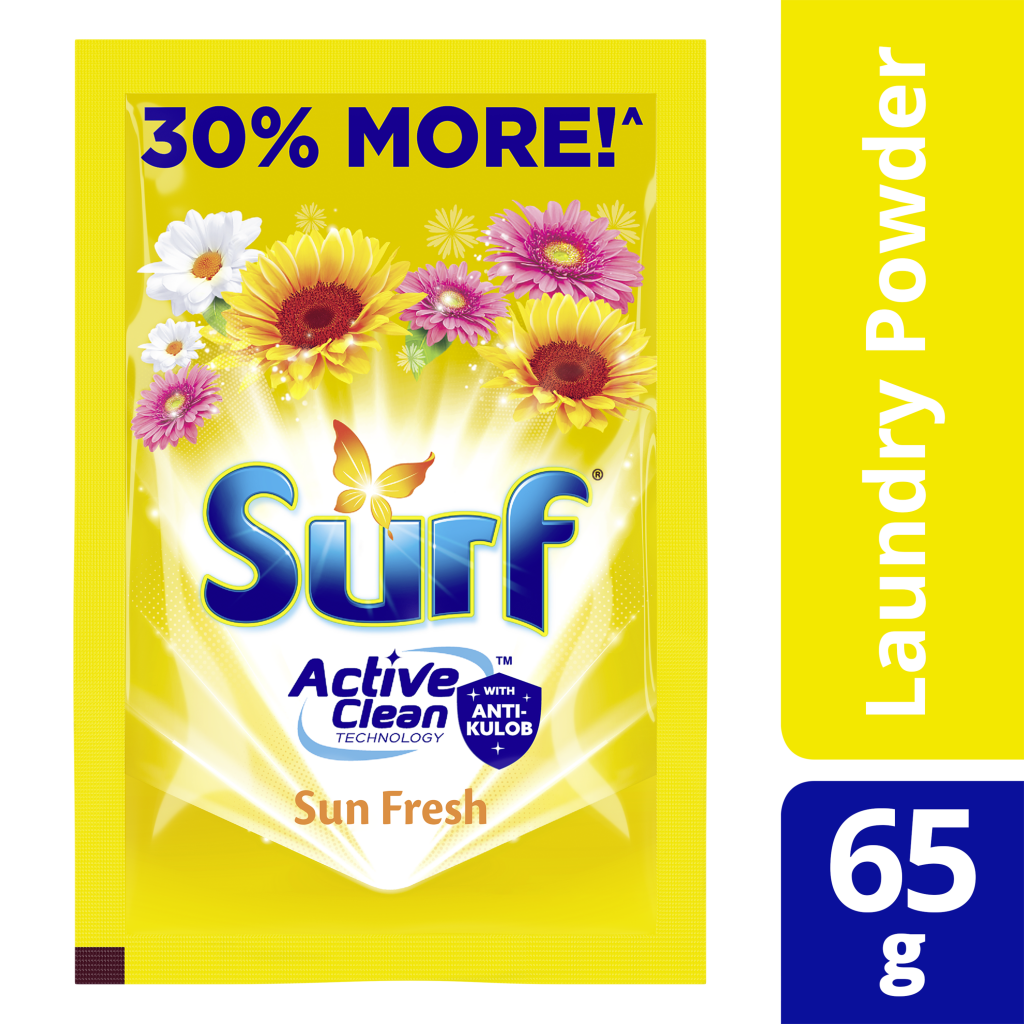 30% MORE!^
Surf®
Active
Clean
TECHNOLOGY
™
WITH
ANTI-
KULOB
Sun Fresh
Laundry Powder
65
g